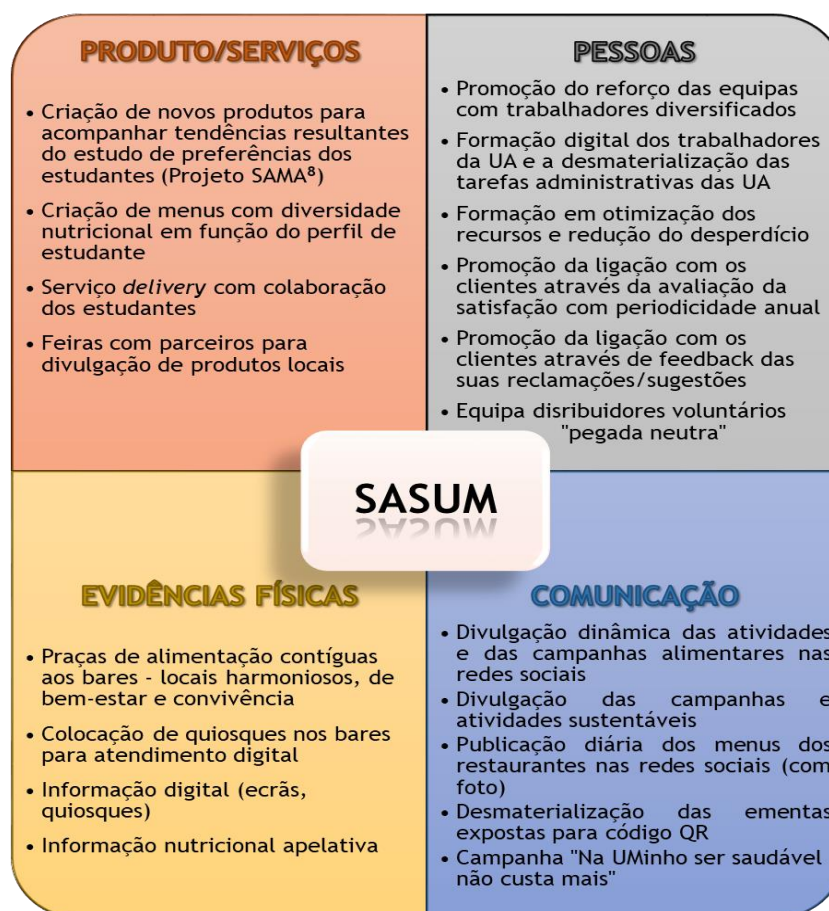 PRODUTO/SERVIÇOS
• Criação de novos produtos para
acompanhar tendências resultantes
do estudo de preferências dos
estudantes (Projeto SAMA⁸)
• Criação de menus com diversidade
nutricional em função do perfil de
estudante
• Serviço delivery com colaboração
dos estudantes
• Feiras com parceiros para
divulgação de produtos locais
PESSOAS
• Promoção do reforço das equipas
com trabalhadores diversificados
• Formação digital dos trabalhadores
da UA e a desmaterialização das
tarefas administrativas das UA
• Formação em otimização dos
recursos e redução do desperdício
• Promoção da ligação com os
clientes através da avaliação da
satisfação com periodicidade anual
• Promoção da ligação com os
clientes através de feedback das
suas reclamações/sugestões
• Equipa disribuidores voluntários
"pegada neutra"
SASUM
EVIDÊNCIAS FÍSICAS
• Praças de alimentação contíguas
aos bares - locais harmoniosos, de
bem-estar e convivência
• Colocação de quiosques nos bares
para atendimento digital
• Informação digital (ecrãs,
quiosques)
• Informação nutricional apelativa
COMUNICAÇÃO
• Divulgação dinâmica das atividades
e das campanhas alimentares nas
redes sociais
• Divulgação das campanhas e
atividades sustentáveis
• Publicação diária dos menus dos
restaurantes nas redes sociais (com
foto)
• Desmaterialização das ementas
expostas para código QR
• Campanha "Na UMinho ser saudável
não custa mais"